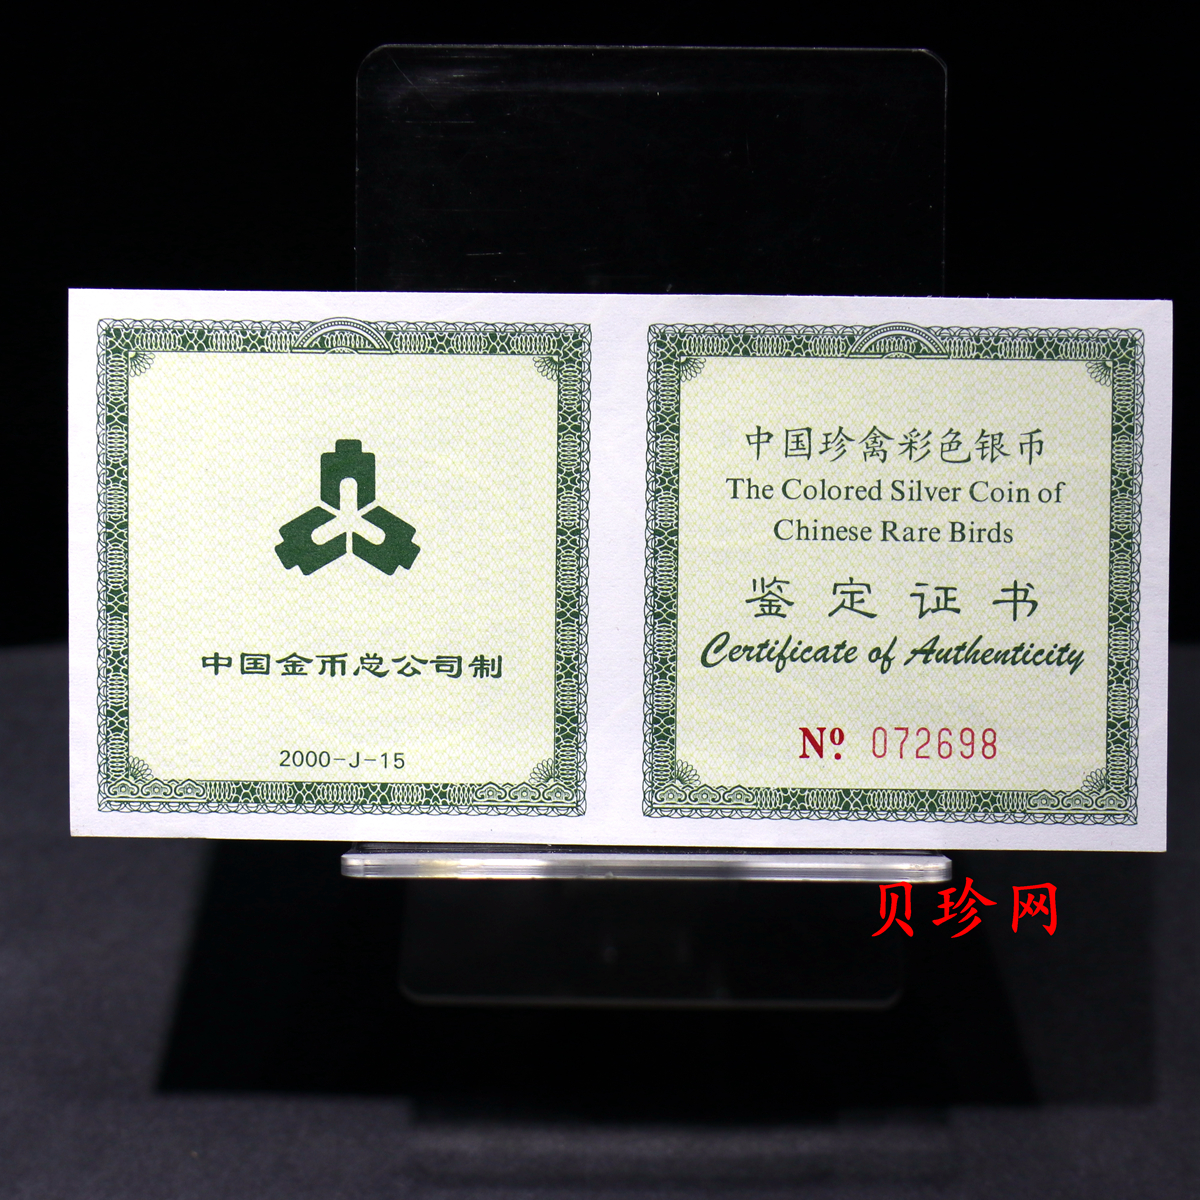 中国金币总公司制
2000-J-15
中国珍禽彩色银币
The Colored Silver Coin of
Chinese Rare Birds
鉴定证书
Certificate of Authenticity
Nº. 072698
贝珍网